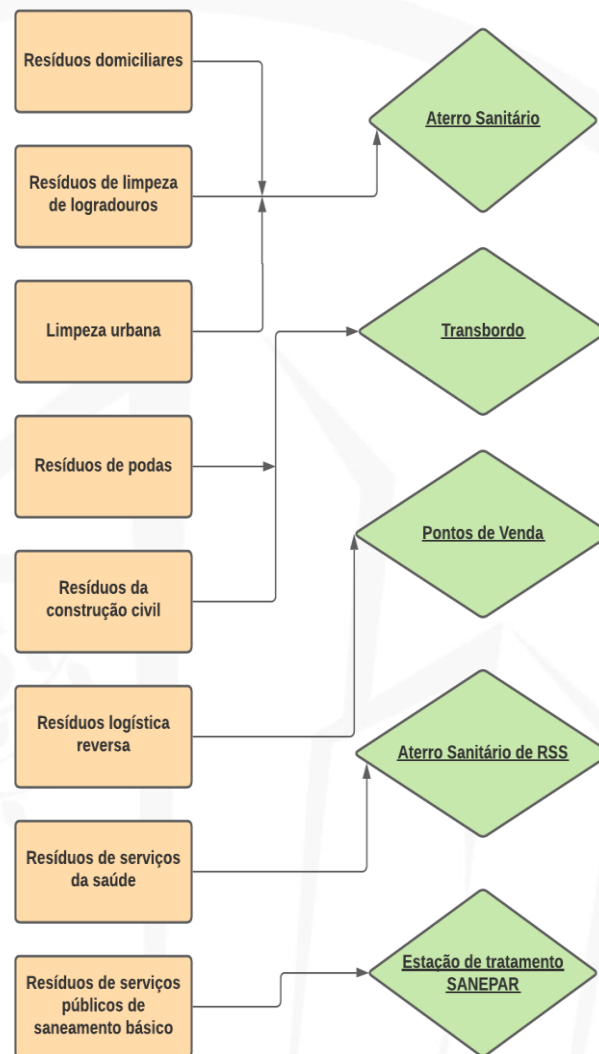 Resíduos domiciliares
Aterro Sanitário
Resíduos de limpeza
de logradouros
Limpeza urbana
Transbordo
Resíduos de podas
Pontos de Venda
Resíduos da
construção civil
Resíduos logística
reversa
Aterro Sanitário de RSS
Resíduos de serviços
da saúde
Estação de tratamento
SANEPAR
Resíduos de serviços
públicos de
saneamento básico